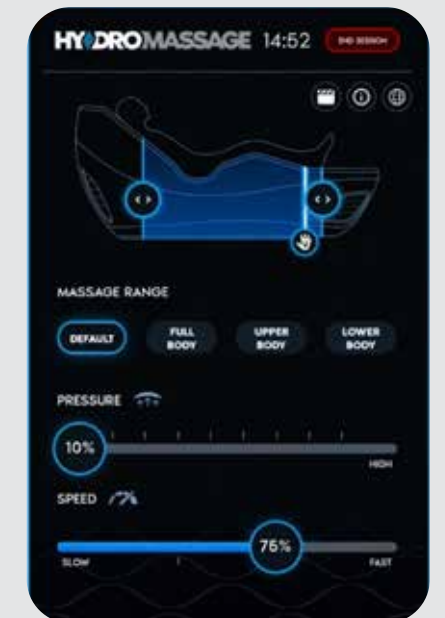 HYDROMASSAGE 14:52 END SESSION
MASSAGE RANGE
DEFAULT
FULL BODY
UPPER BODY
LOWER BODY
PRESSURE
10%
HIGH
SPEED
75%
SLOW
FAST